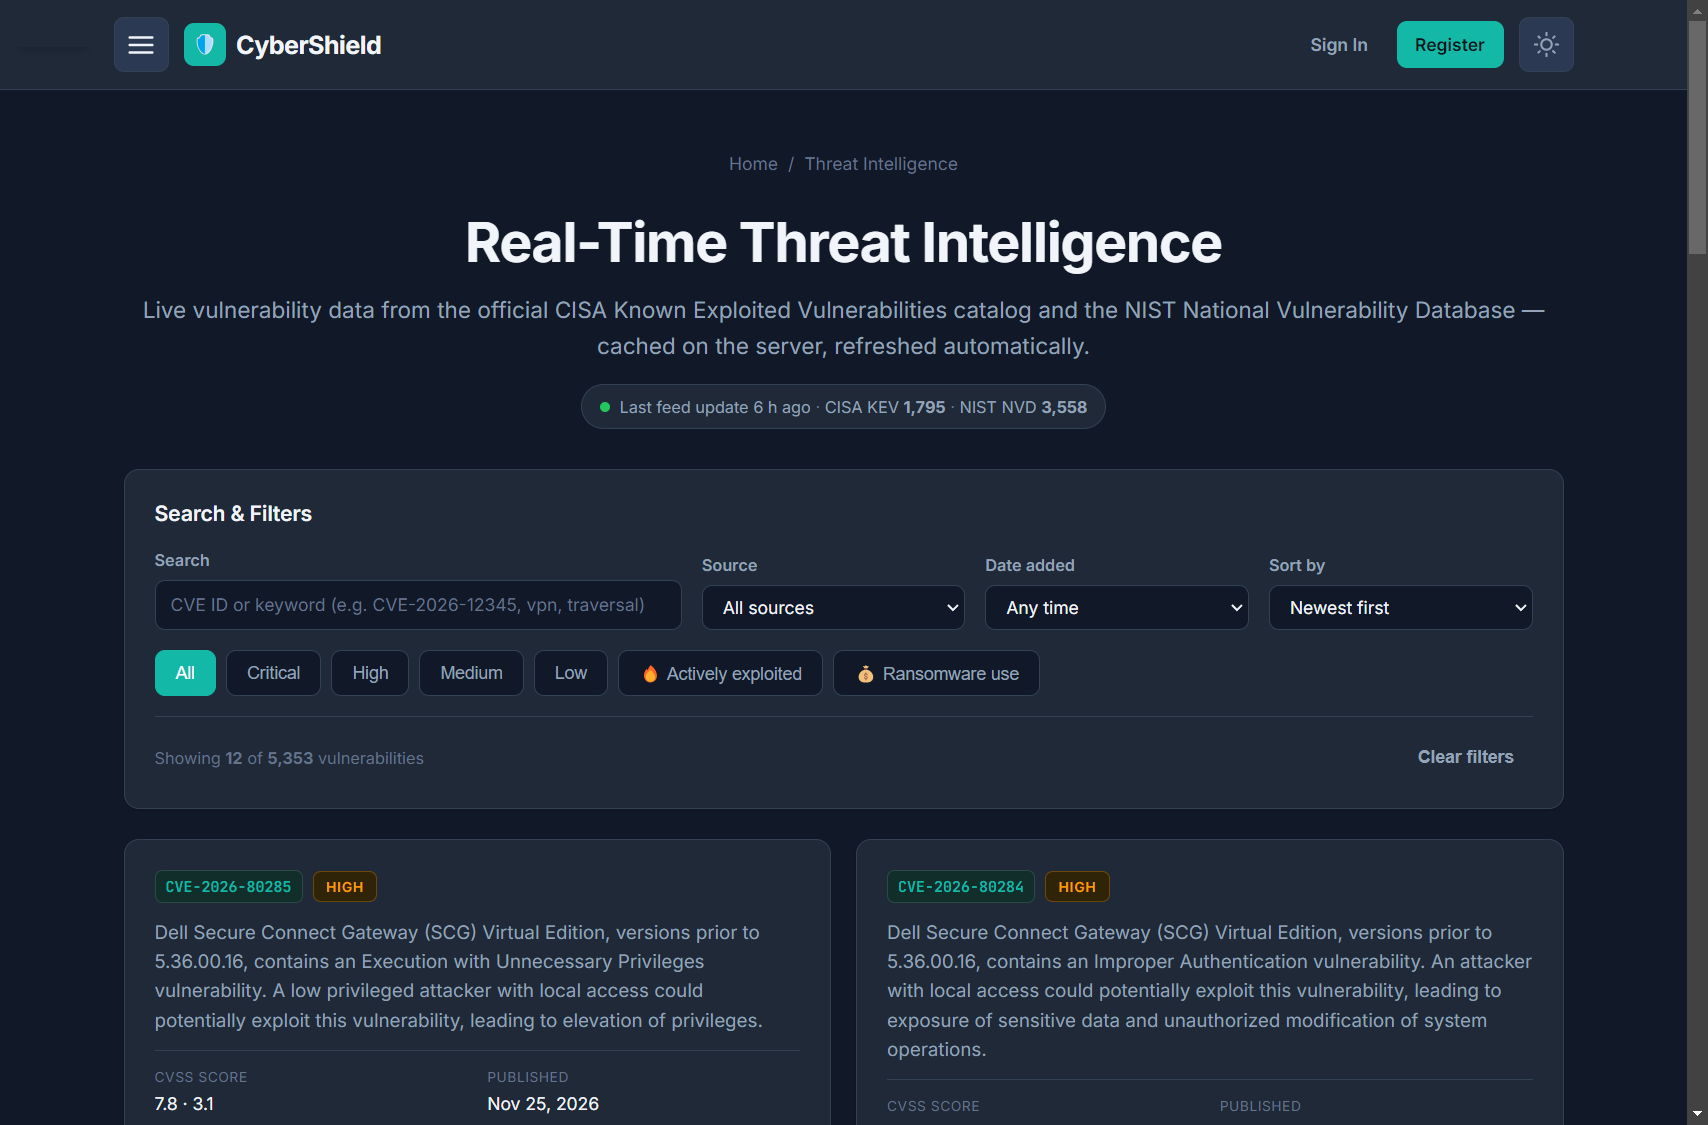 CyberShield
Sign In
Register
Home / Threat Intelligence
Real-Time Threat Intelligence
Live vulnerability data from the official CISA Known Exploited Vulnerabilities catalog and the NIST National Vulnerability Database —
cached on the server, refreshed automatically.
Last feed update 6 h ago · CISA KEV 1,795 · NIST NVD 3,558
Search & Filters
Search
CVE ID or keyword (e.g. CVE-2026-12345, vpn, traversal)
Source
All sources
Date added
Any time
Sort by
Newest first
All
Critical
High
Medium
Low
Actively exploited
Ransomware use
Showing 12 of 5,353 vulnerabilities
Clear filters
CVE-2026-80285 HIGH
Dell Secure Connect Gateway (SCG) Virtual Edition, versions prior to
5.36.00.16, contains an Execution with Unnecessary Privileges
vulnerability. A low privileged attacker with local access could
potentially exploit this vulnerability, leading to elevation of privileges.
CVSS SCORE
7.8 · 3.1
PUBLISHED
Nov 25, 2026
CVE-2026-80284 HIGH
Dell Secure Connect Gateway (SCG) Virtual Edition, versions prior to
5.36.00.16, contains an Improper Authentication vulnerability. An attacker
with local access could potentially exploit this vulnerability, leading to
exposure of sensitive data and unauthorized modification of system
operations.
CVSS SCORE
PUBLISHED